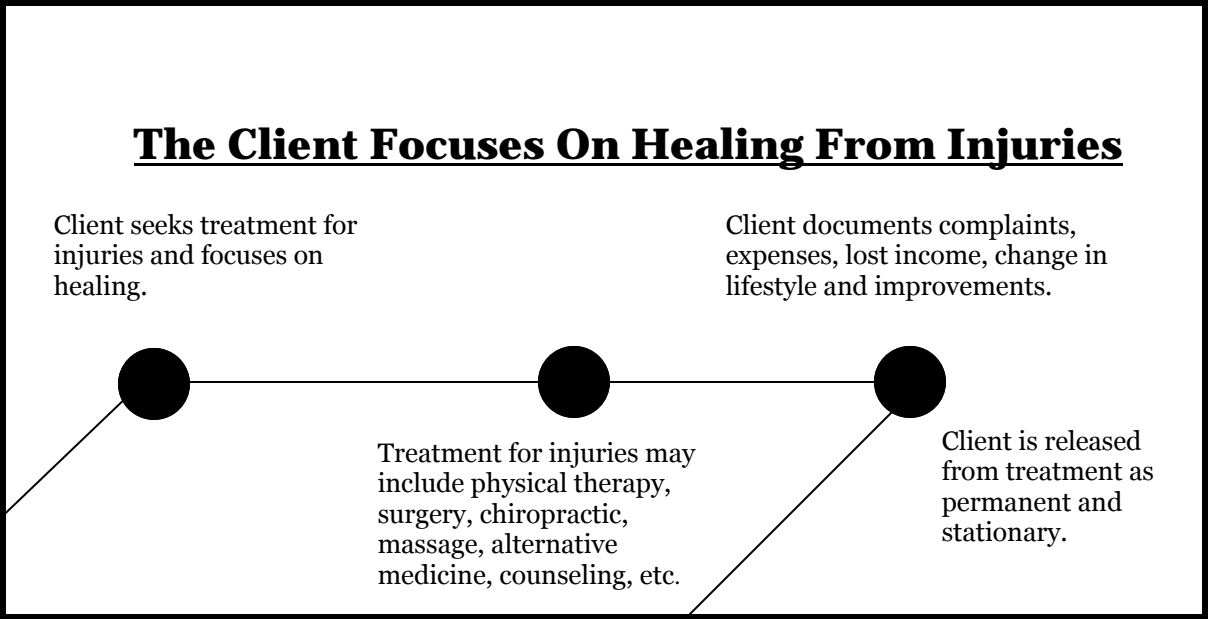 The Client Focuses On Healing From Injuries
Client seeks treatment for
injuries and focuses on
healing.
Client documents complaints,
expenses, lost income, change in
lifestyle and improvements.
Treatment for injuries may
include physical therapy,
surgery, chiropractic,
massage, alternative
medicine, counseling, etc.
Client is released
from treatment as
permanent and
stationary.